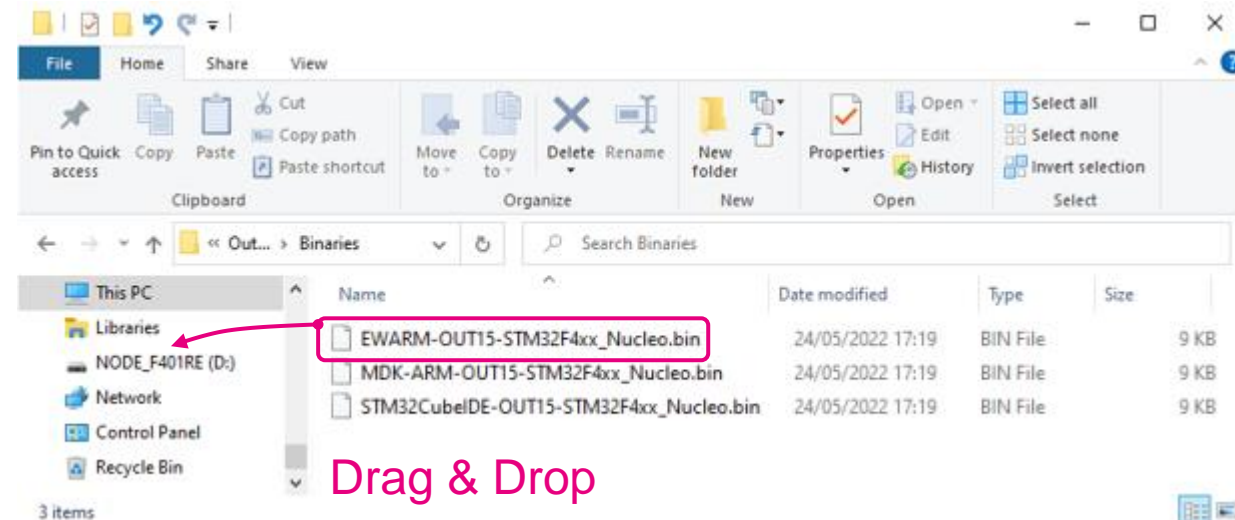 File Home Share View
Pin to Quick access
Copy
Paste
Cut
Copy path
Paste shortcut
Clipboard
Move to
Copy to
Delete
Rename
Organize
New folder
New
Properties
Open
Edit
History
Open
Select all
Select none
Invert selection
Select
« Out... › Binaries
Search Binaries
This PC
Libraries
NODE_F401RE (D:)
Network
Control Panel
Recycle Bin
Name Date modified Type Size
EWARM-OUT15-STM32F4xx_Nucleo.bin 24/05/2022 17:19 BIN File 9 KB
MDK-ARM-OUT15-STM32F4xx_Nucleo.bin 24/05/2022 17:19 BIN File 9 KB
STM32CubeIDE-OUT15-STM32F4xx_Nucleo.bin 24/05/2022 17:19 BIN File 9 KB
Drag & Drop
3 items